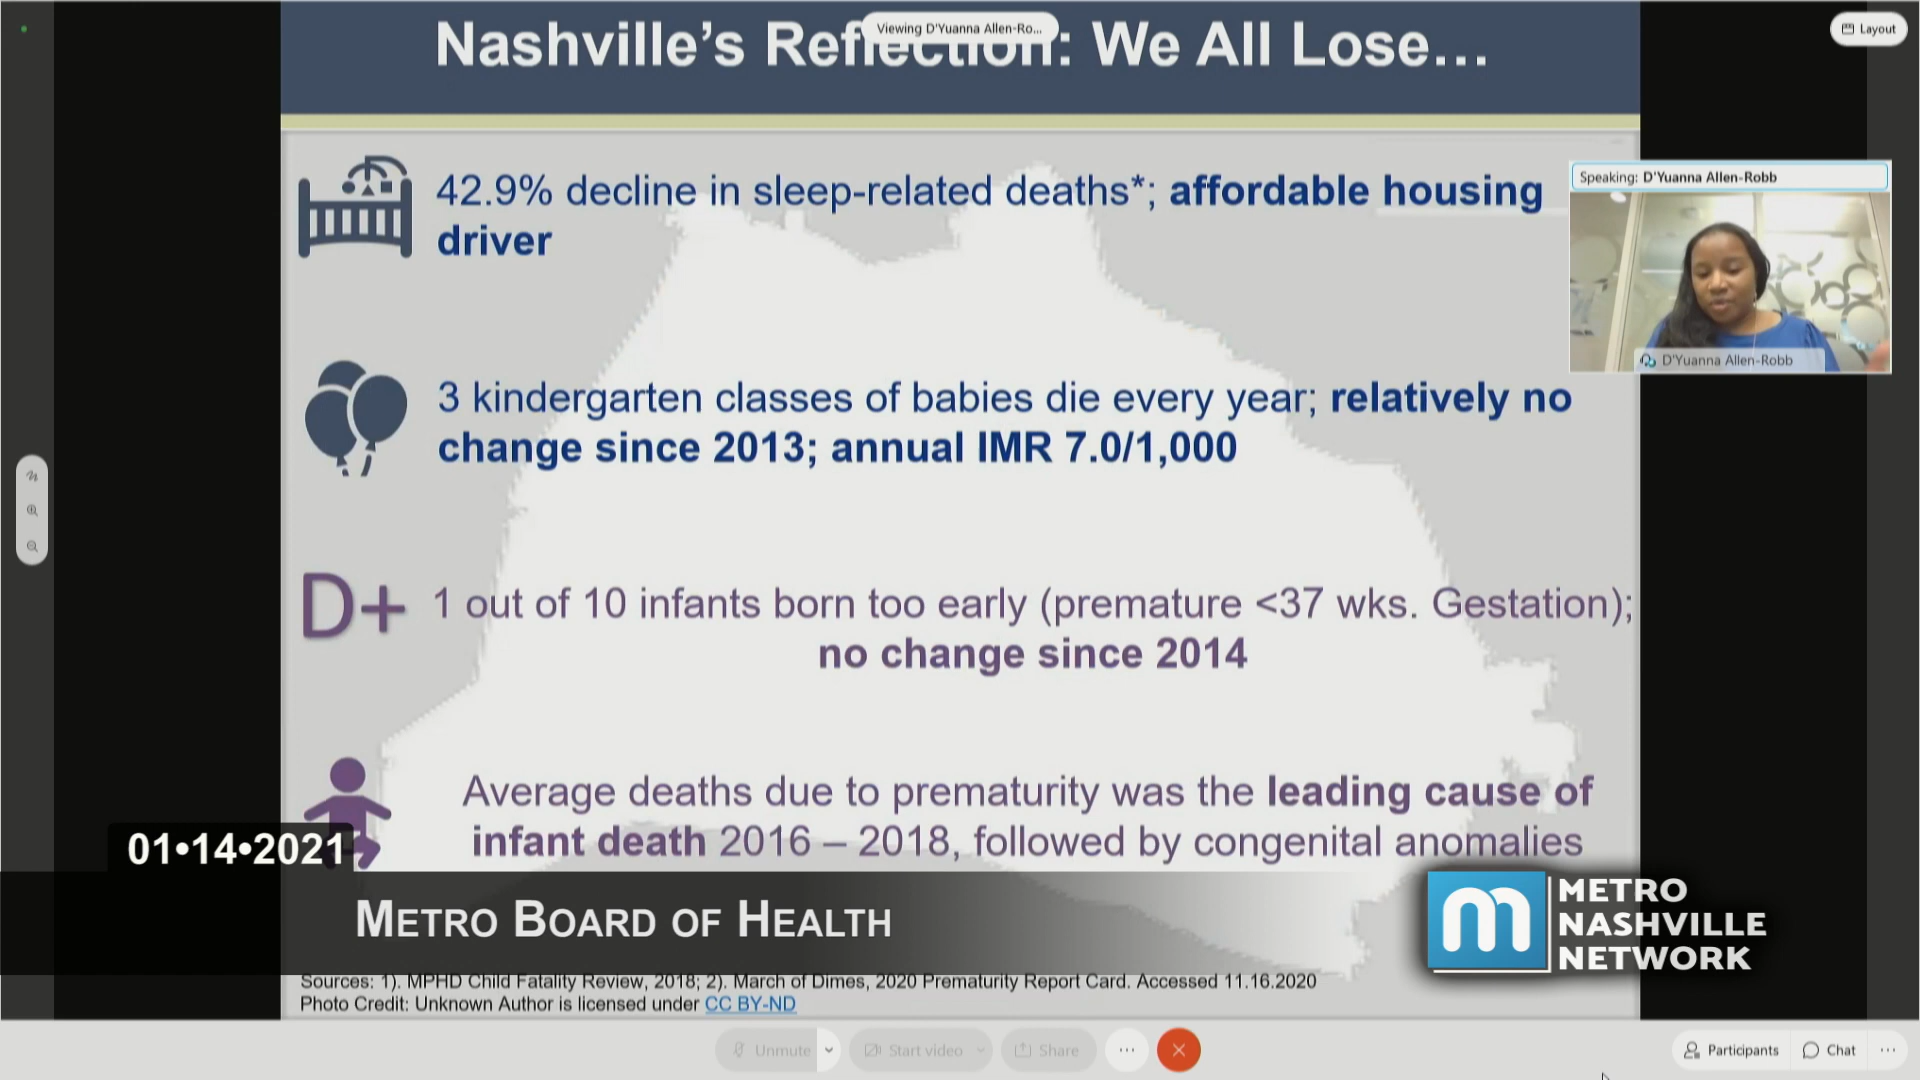 Viewing D'Yuanna Allen-Ro...
Layout
Nashville's Reflection: We All Lose...
Speaking: D'Yuanna Allen-Robb
42.9% decline in sleep-related deaths*; affordable housing
driver
D'Yuanna Allen-Robb
3 kindergarten classes of babies die every year; relatively no
change since 2013; annual IMR 7.0/1,000
D+
1 out of 10 infants born too early (premature <37 wks. Gestation);
no change since 2014
Average deaths due to prematurity was the leading cause of
infant death 2016 – 2018, followed by congenital anomalies
01•14•2021
METRO BOARD OF HEALTH
m
METRO
NASHVILLE
NETWORK
Sources: 1). MPHD Child Fatality Review, 2018; 2). March of Dimes, 2020 Prematurity Report Card. Accessed 11.16.2020
Photo Credit: Unknown Author is licensed under CC BY-ND
Unmute
Start video
Share
Participants
Chat